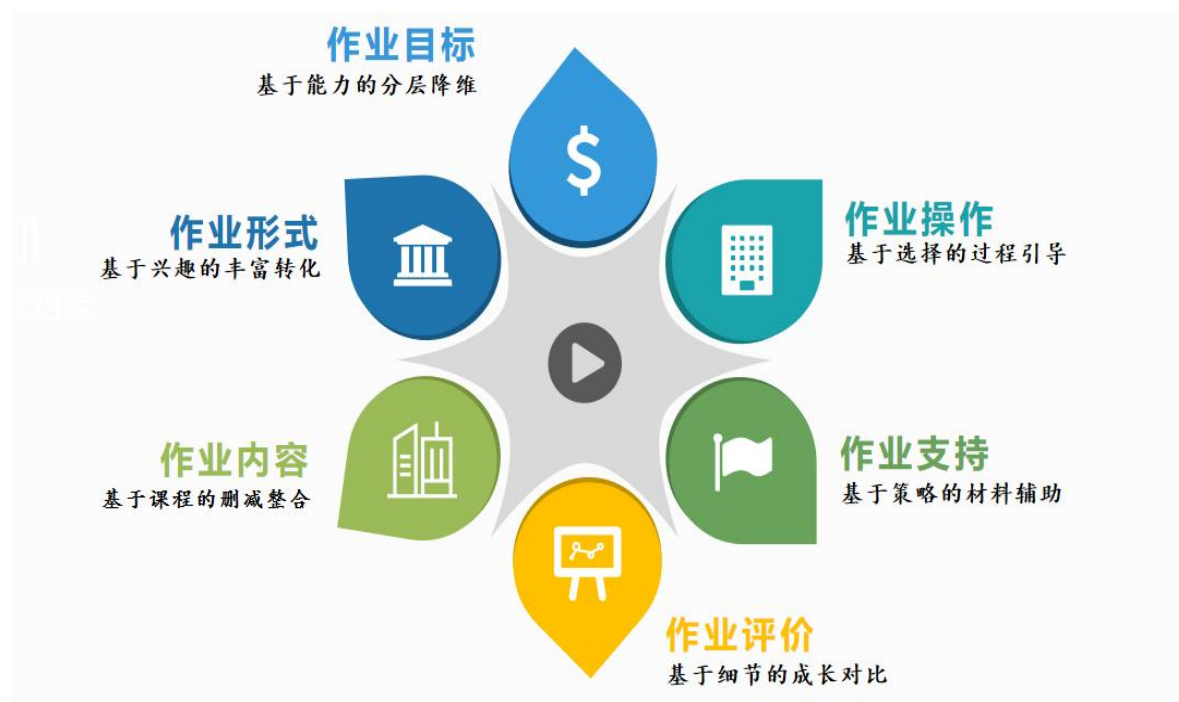 作业目标
基于能力的分层降维
$
作业形式
基于兴趣的丰富转化
作业操作
基于选择的过程引导
作业内容
基于课程的删减整合
作业支持
基于策略的材料辅助
作业评价
基于细节的成长对比